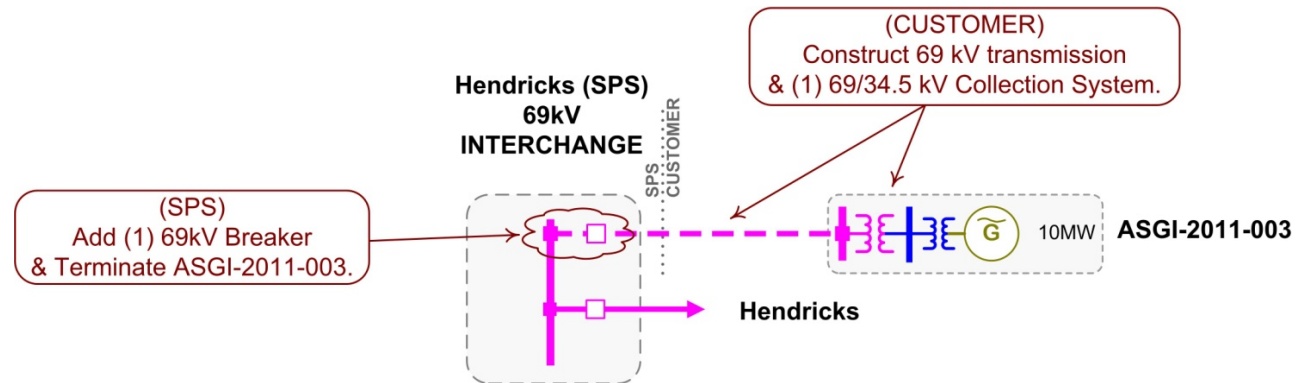 (CUSTOMER)
Construct 69 kV transmission
& (1) 69/34.5 kV Collection System.
Hendricks (SPS)
69kV
INTERCHANGE
SPS
CUSTOMER
(SPS)
Add (1) 69kV Breaker
& Terminate ASGI-2011-003.
G
10MW
ASGI-2011-003
Hendricks